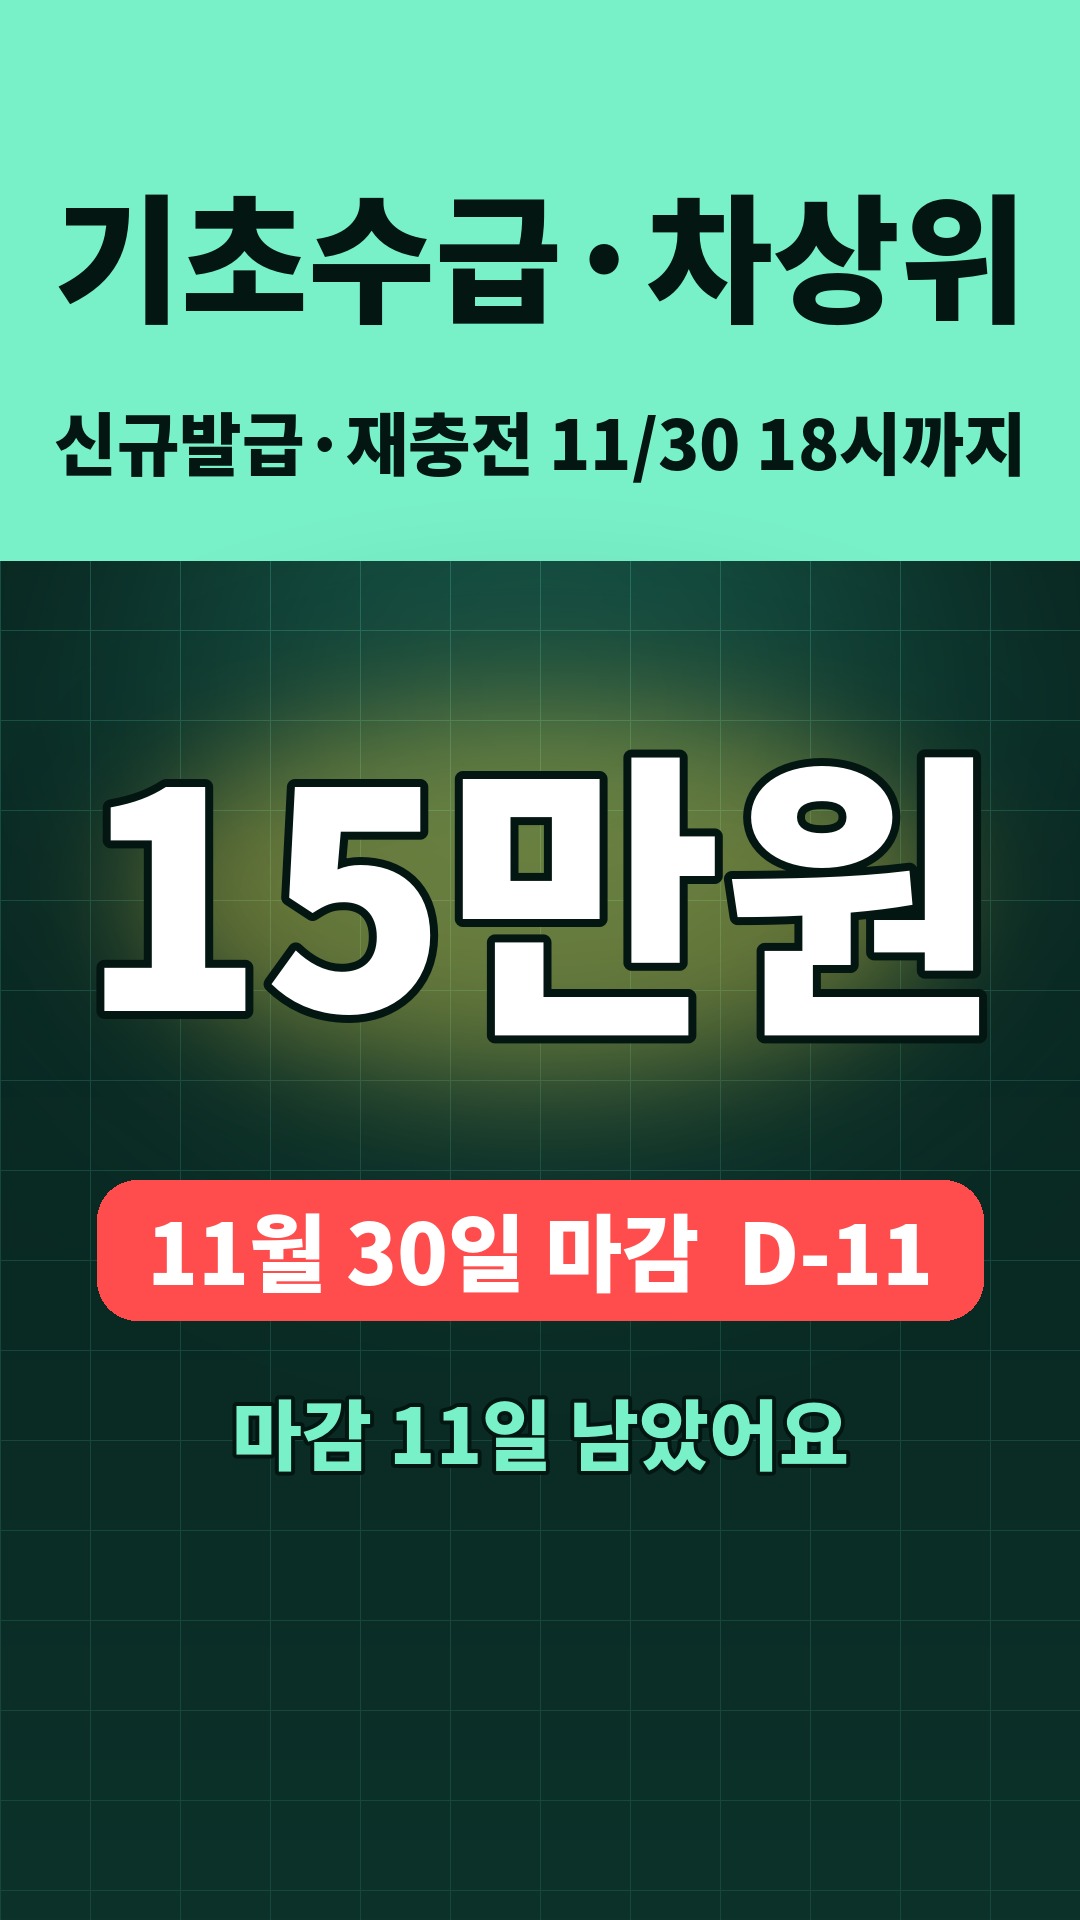 기초수급·차상위
신규발급·재충전 11/30 18시까지
15만원
11월 30일 마감 D-11
마감 11일 남았어요